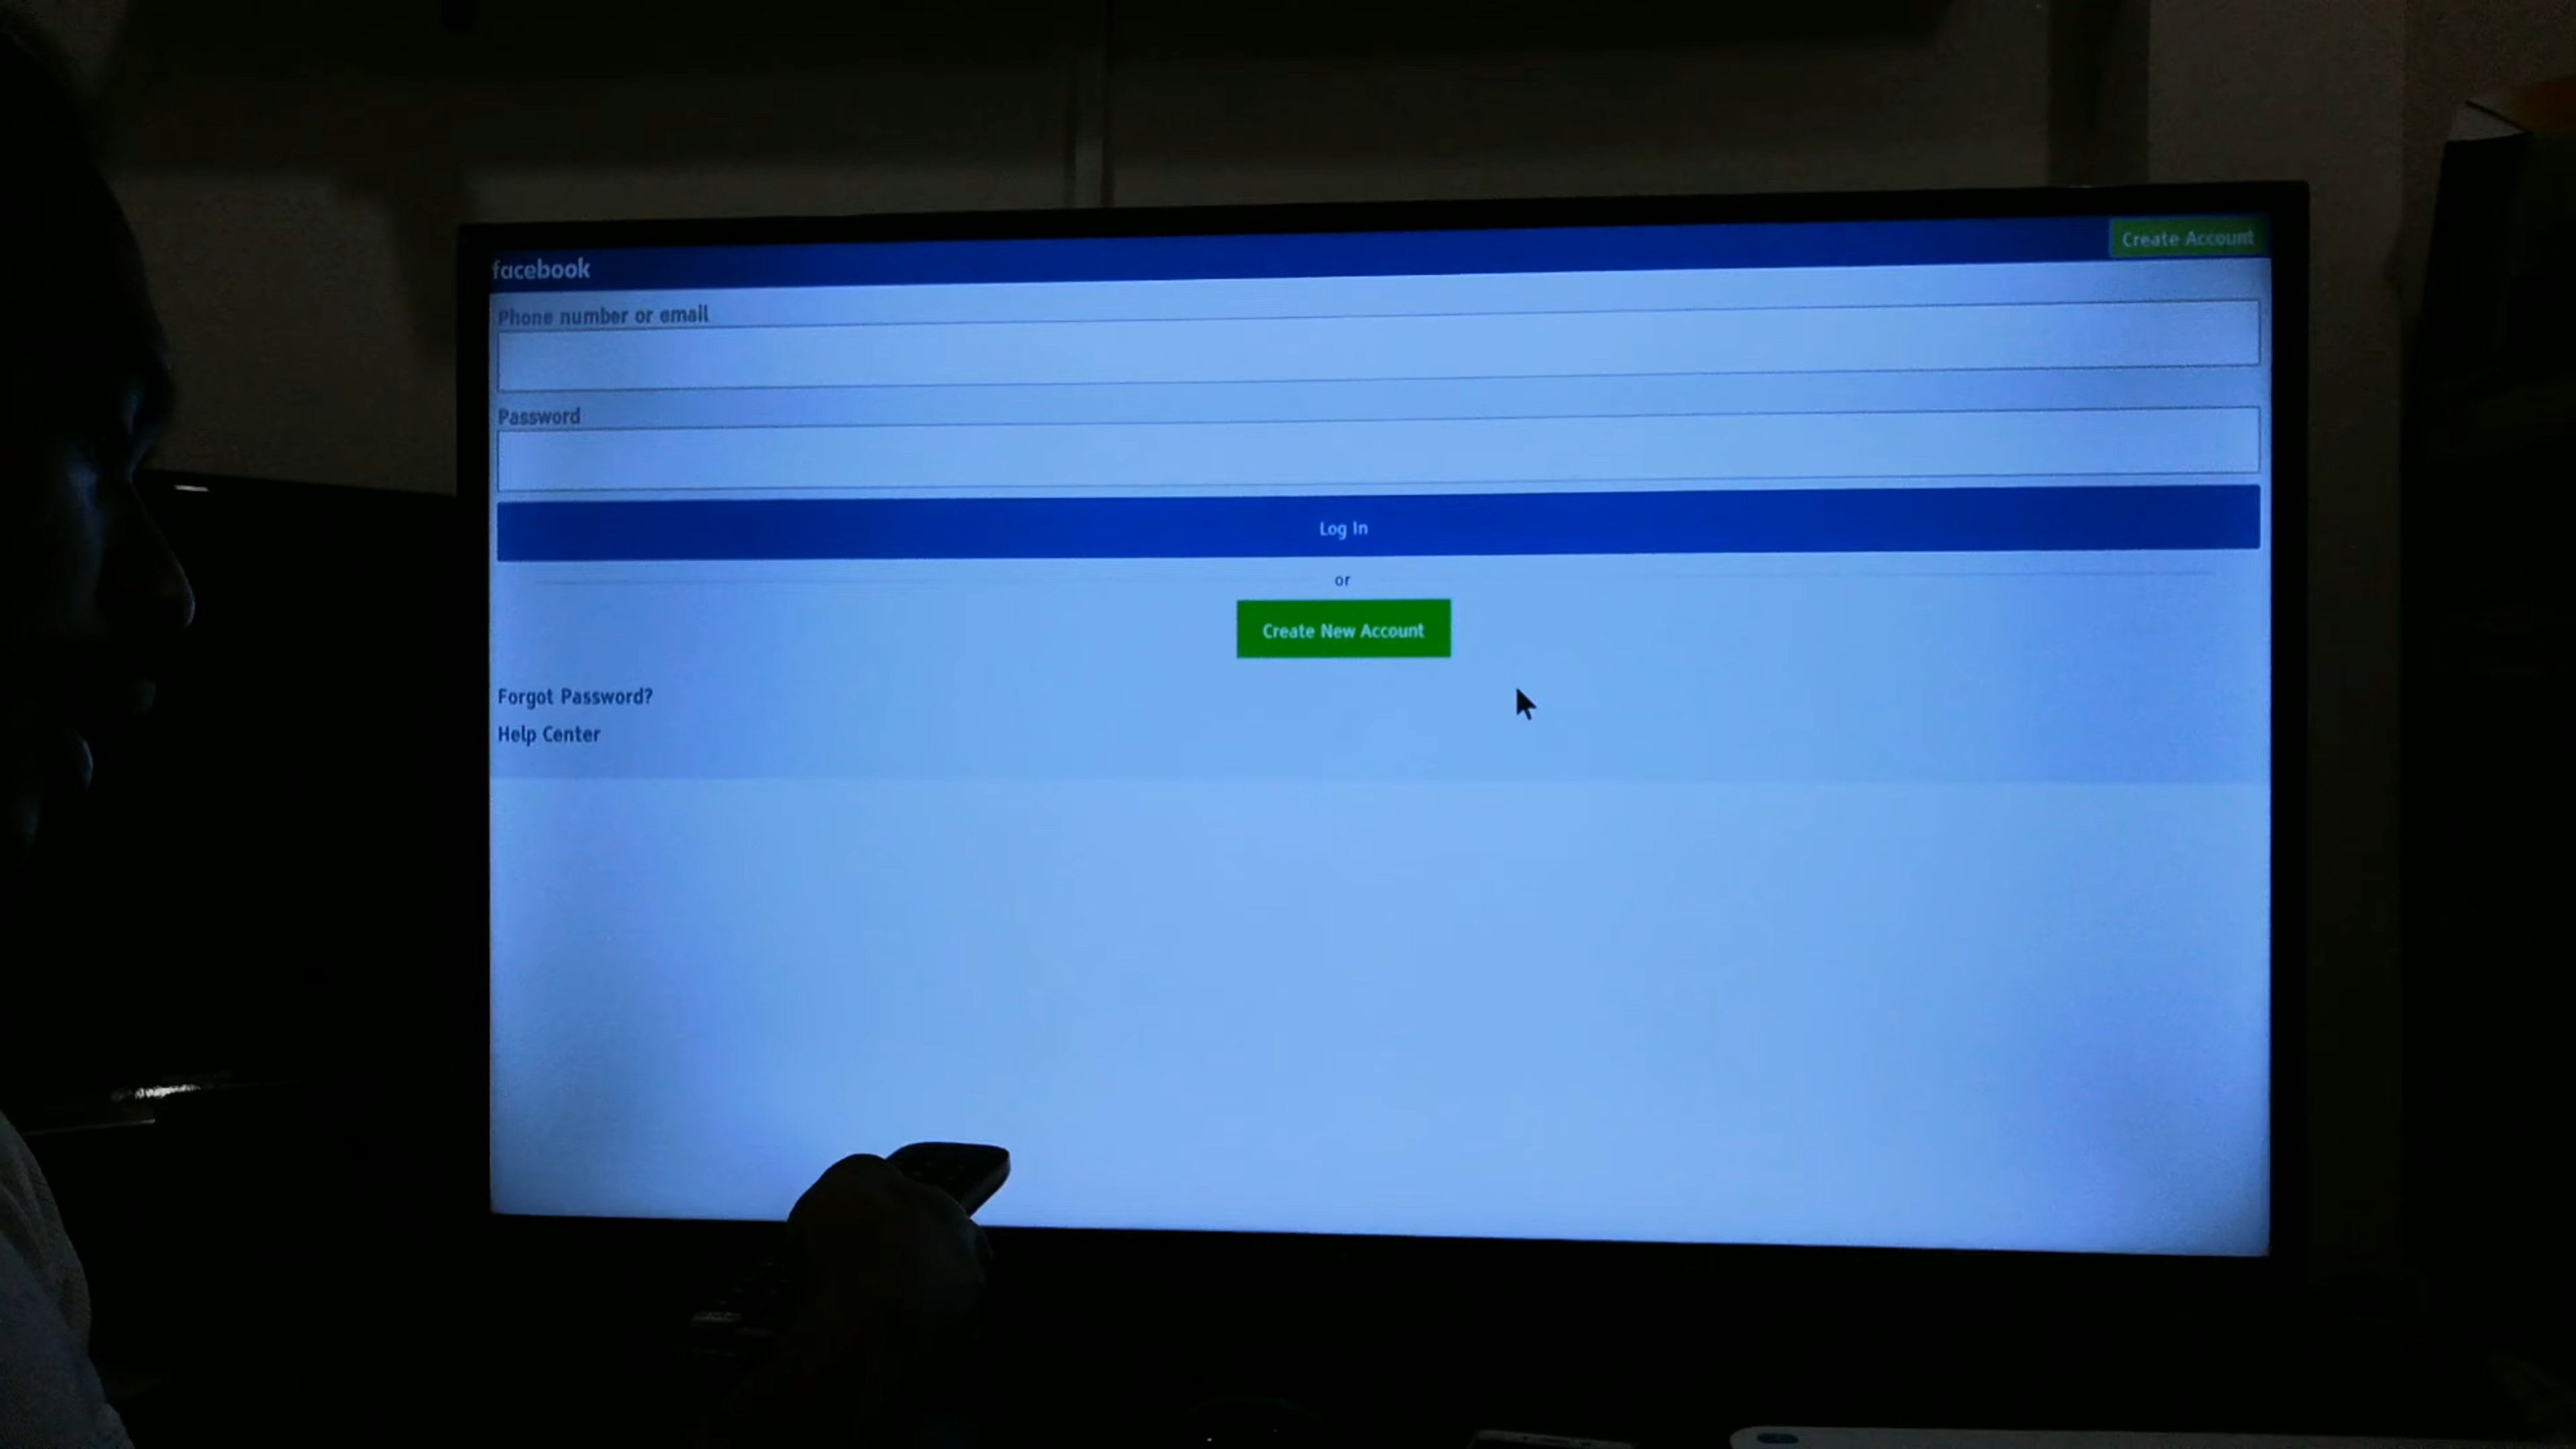 facebook
Create Account
Phone number or email
Password
Log In
or
Create New Account
Forgot Password?
Help Center